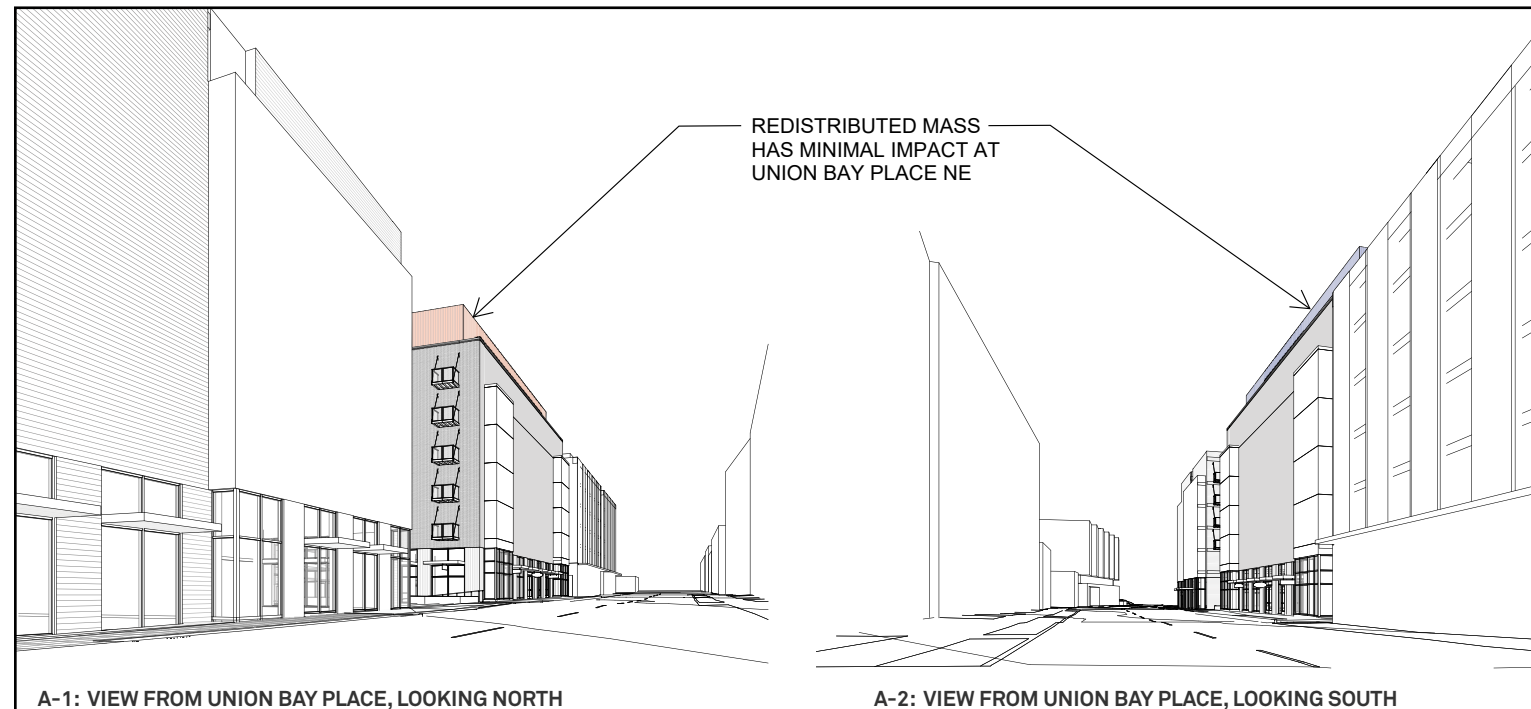 REDISTRIBUTED MASS
HAS MINIMAL IMPACT AT
UNION BAY PLACE NE
A-1: VIEW FROM UNION BAY PLACE, LOOKING NORTH
A-2: VIEW FROM UNION BAY PLACE, LOOKING SOUTH